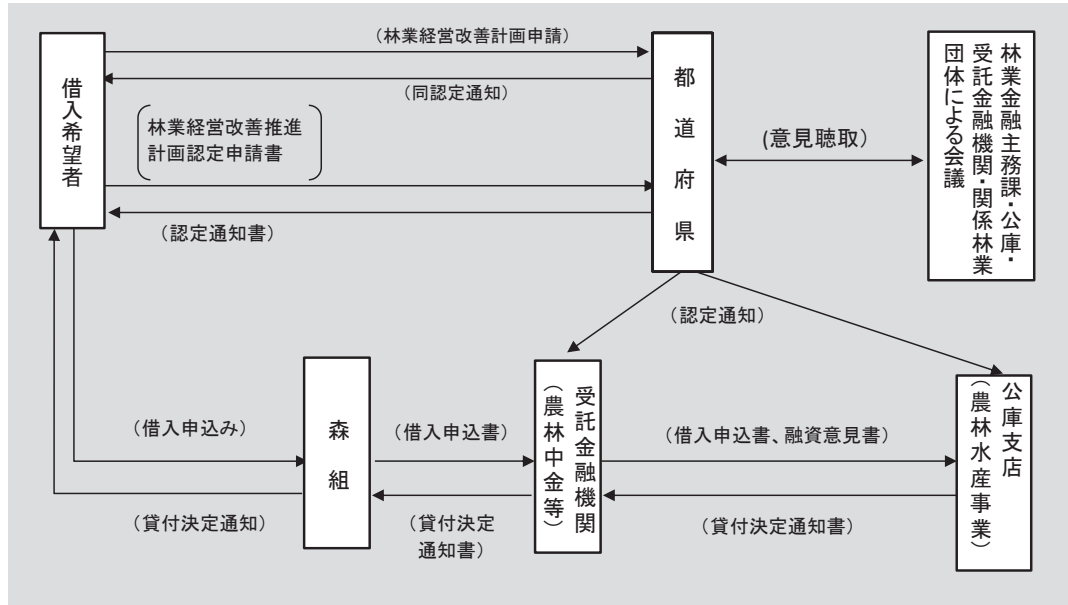 (林業経営改善計画申請)
借入希望者
(同認定通知)
林業経営改善推進
計画認定申請書
(認定通知書)
都道府県
(意見聴取)
林業金融主務課・公庫・
受託金融機関・関係林業
団体による会議
(認定通知)
(借入申込み)
(貸付決定通知)
森組
(借入申込書)
(貸付決定
通知書)
受託金融機関
(農林中金等)
(借入申込書、融資意見書)
(貸付決定通知書)
公庫支店
(農林水産事業)